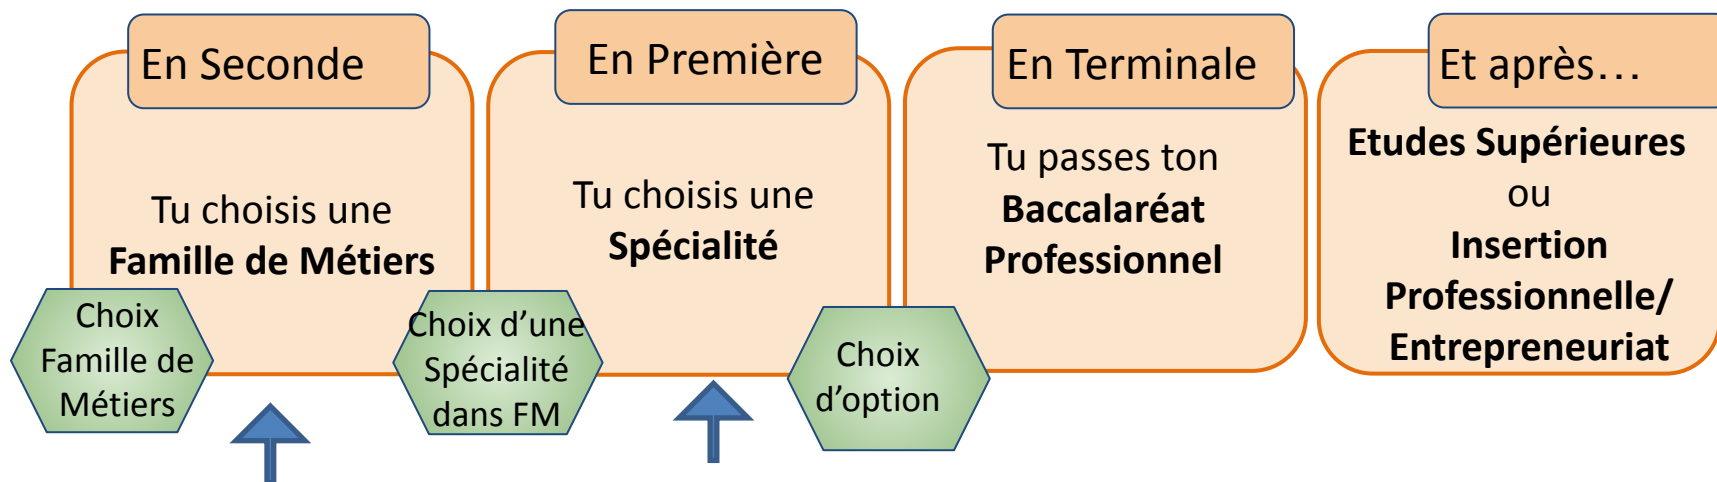 En Seconde
Tu choisis une
Famille de Métiers
Choix
Famille de
Métiers
En Première
Tu choisis une
Spécialité
Choix d’une
Spécialité
dans FM
En Terminale
Tu passes ton
Baccalaréat
Professionnel
Choix
d’option
Et après…
Etudes Supérieures
ou
Insertion
Professionnelle/
Entrepreneuriat